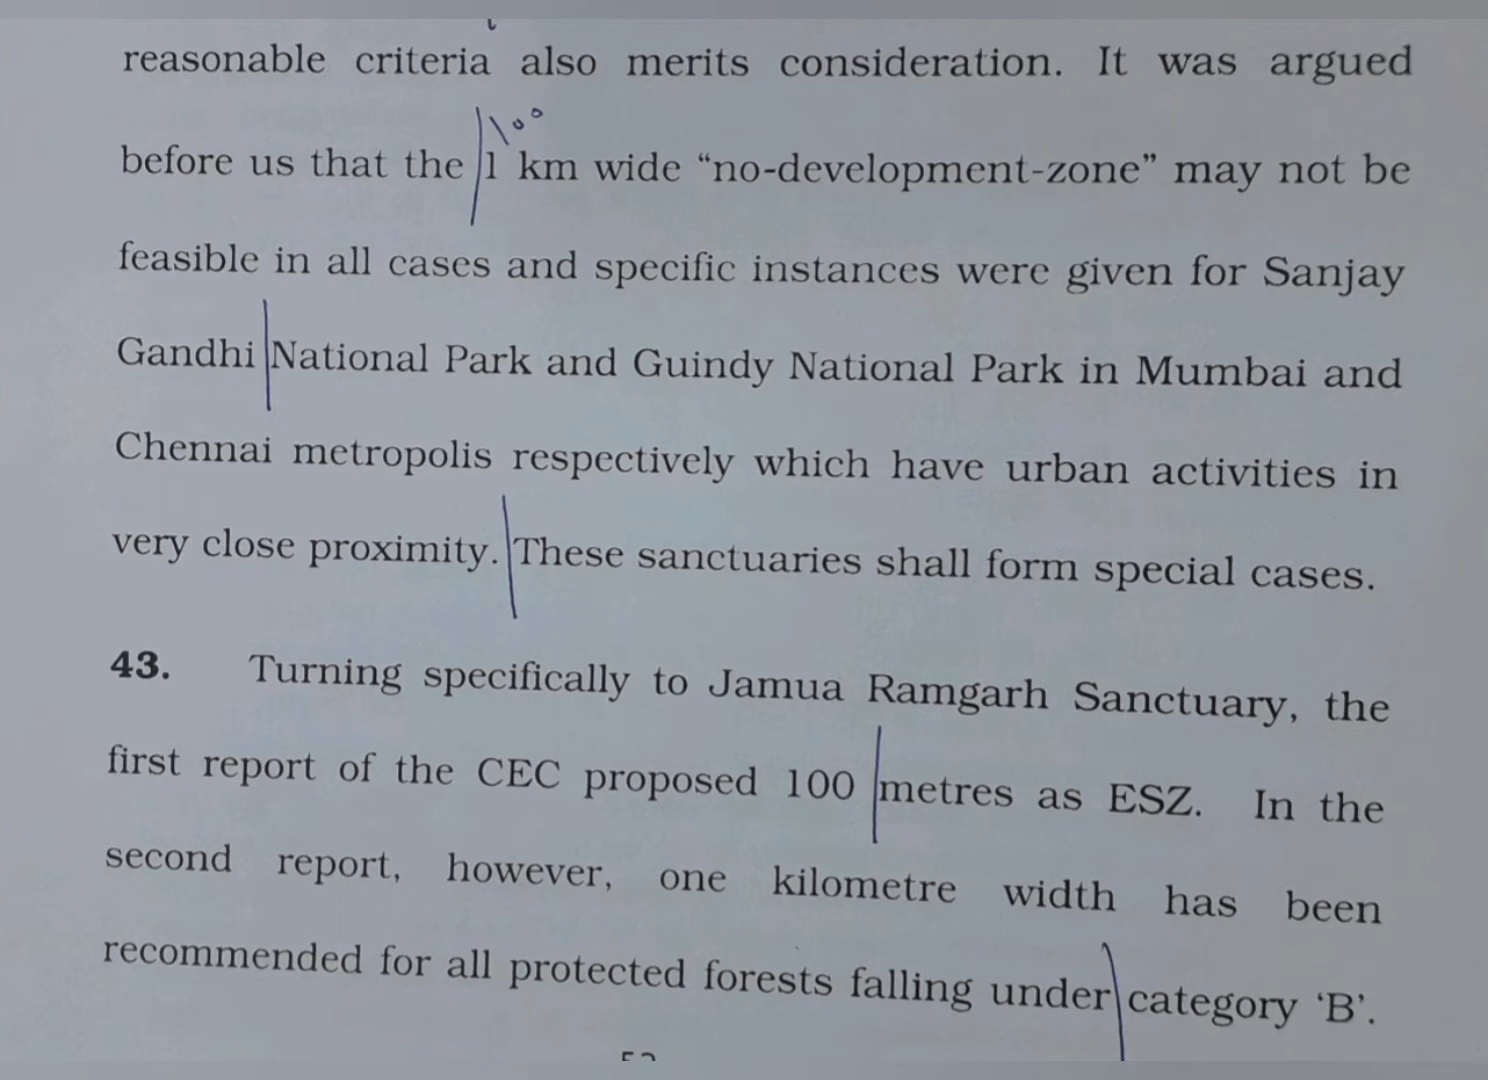 reasonable criteria also merits consideration. It was argued
100
before us that the 1 km wide “no-development-zone” may not be
feasible in all cases and specific instances were given for Sanjay
Gandhi National Park and Guindy National Park in Mumbai and
Chennai metropolis respectively which have urban activities in
very close proximity. These sanctuaries shall form special cases.
43. Turning specifically to Jamua Ramgarh Sanctuary, the
first report of the CEC proposed 100 metres as ESZ. In the
second report, however, one kilometre width has been
recommended for all protected forests falling under category ‘B’.